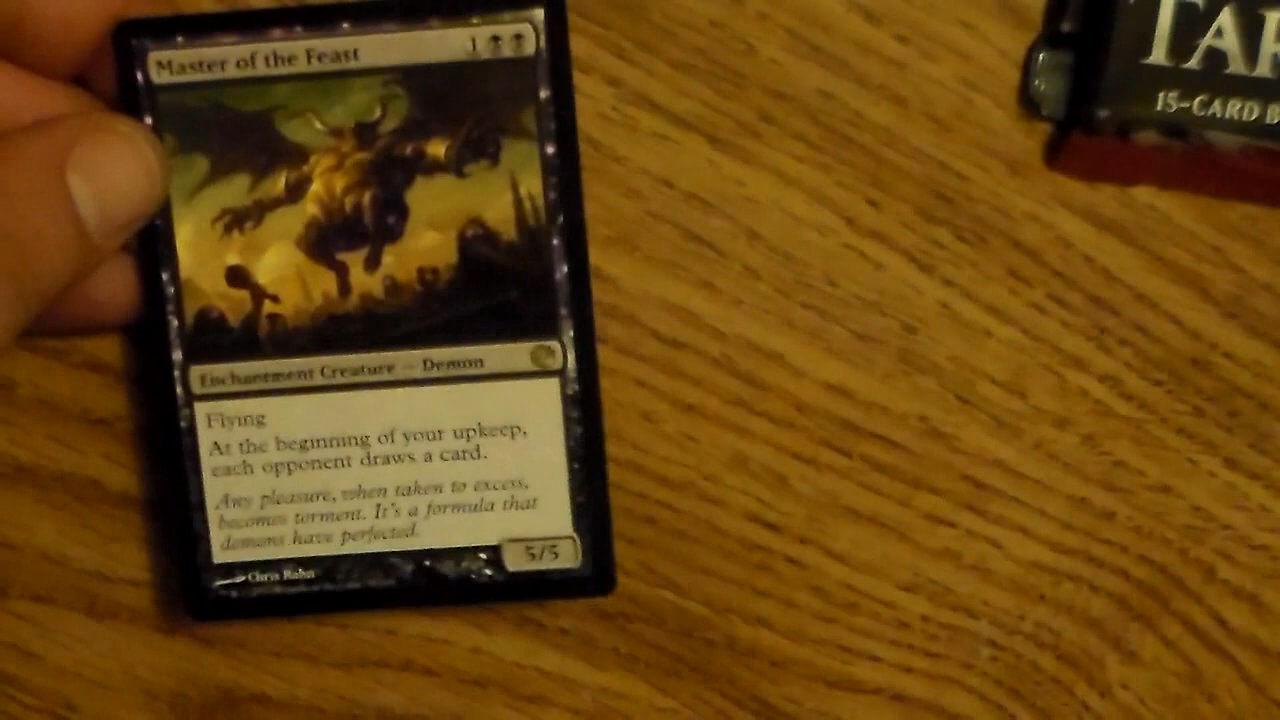 Master of the Feast 1
Enchantment Creature — Demon
Flying
At the beginning of your upkeep,
each opponent draws a card.
Any pleasure, when taken to excess,
becomes torment. It's a formula that
demons have perfected.
5/5
Chris Rahn
TAR
15-CARD B